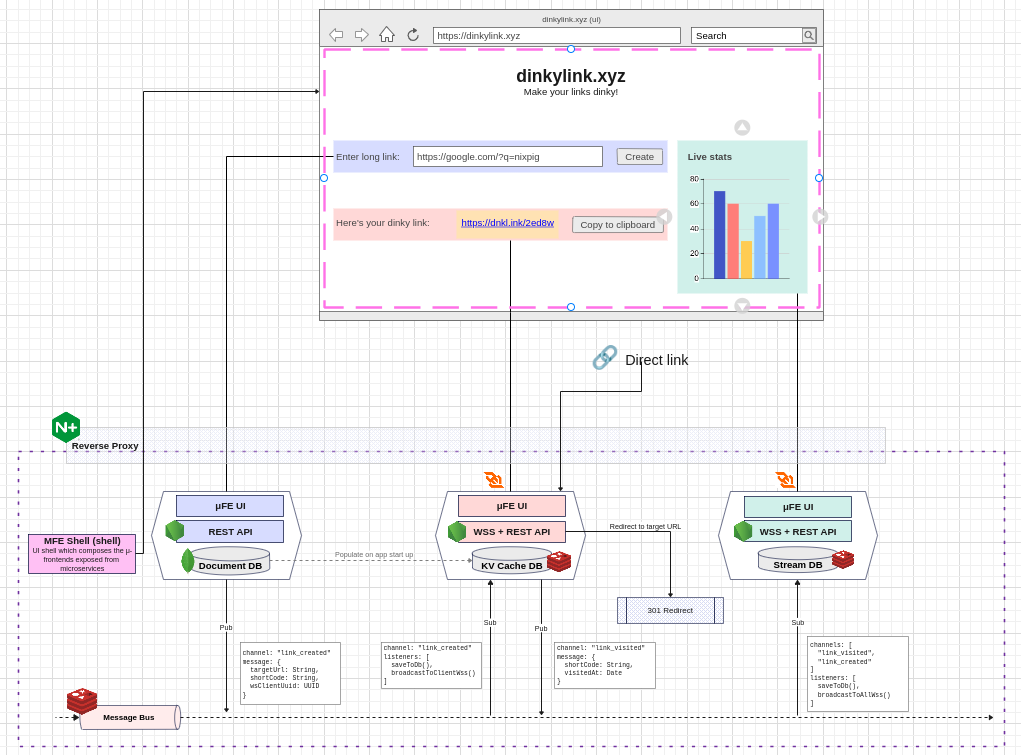 dinkylink.xyz (ui)
https://dinkylink.xyz
Search
dinkylink.xyz
Make your links dinky!
Enter long link:
https://google.com/?q=nixpig
Create
Here's your dinky link:
https://dnkl.ink/2ed8w
Copy to clipboard
Live stats
80
60
40
20
0
Direct link
N+
Reverse Proxy
MFE Shell (shell)
UI shell which composes the μ-
frontends exposed from
microservices
μFE UI
REST API
Document DB
Populate on app start up
μFE UI
WSS + REST API
KV Cache DB
Redirect to target URL
301 Redirect
μFE UI
WSS + REST API
Stream DB
Pub
Sub
Pub
Sub
channel: "link_created"
message: {
targetUrl: String,
shortCode: String,
wsClientUuid: UUID
}
channel: "link_created"
listeners: [
saveToDb(),
broadcastToClientWss()
]
channel: "link_visited"
message: {
shortCode: String,
visitedAt: Date
}
channels: [
"link_visited",
"link_created"
]
listeners: [
saveToDb(),
broadcastToAllWss()
]
Message Bus